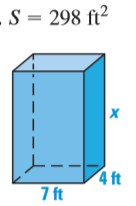 . S = 298 ft²
x
4 ft
7 ft